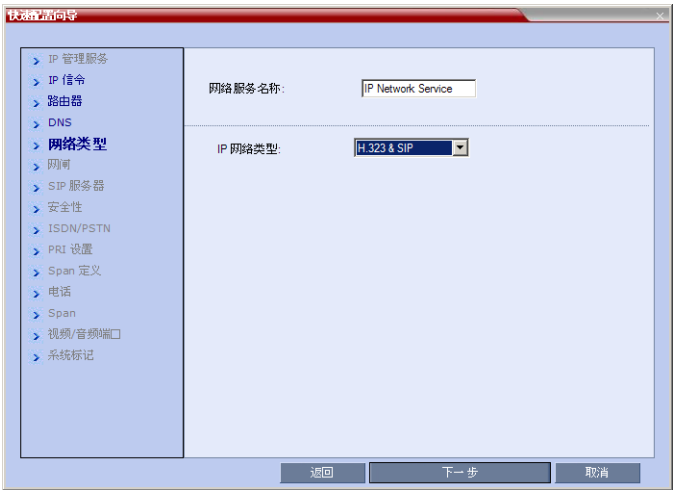 快速配置向导
IP 管理服务
IP 信令
路由器
DNS
网络类型
网闸
SIP 服务器
安全性
ISDN/PSTN
PRI 设置
Span 定义
电话
Span
视频/音频端口
系统标记
网络服务名称:
IP Network Service
IP 网络类型:
H.323 & SIP
返回
下一步
取消